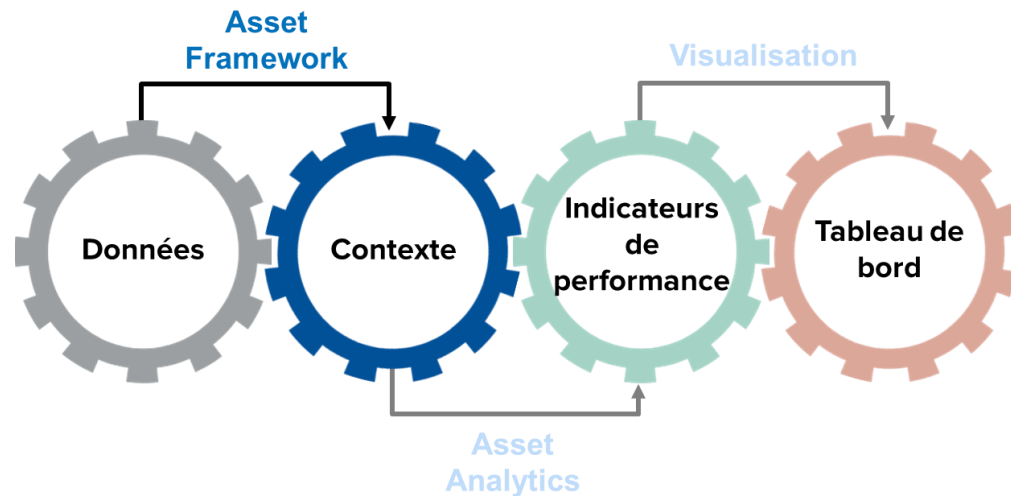 Asset
Framework
Visualisation
Données
Contexte
Indicateurs
de
performance
Tableau de
bord
Asset
Analytics